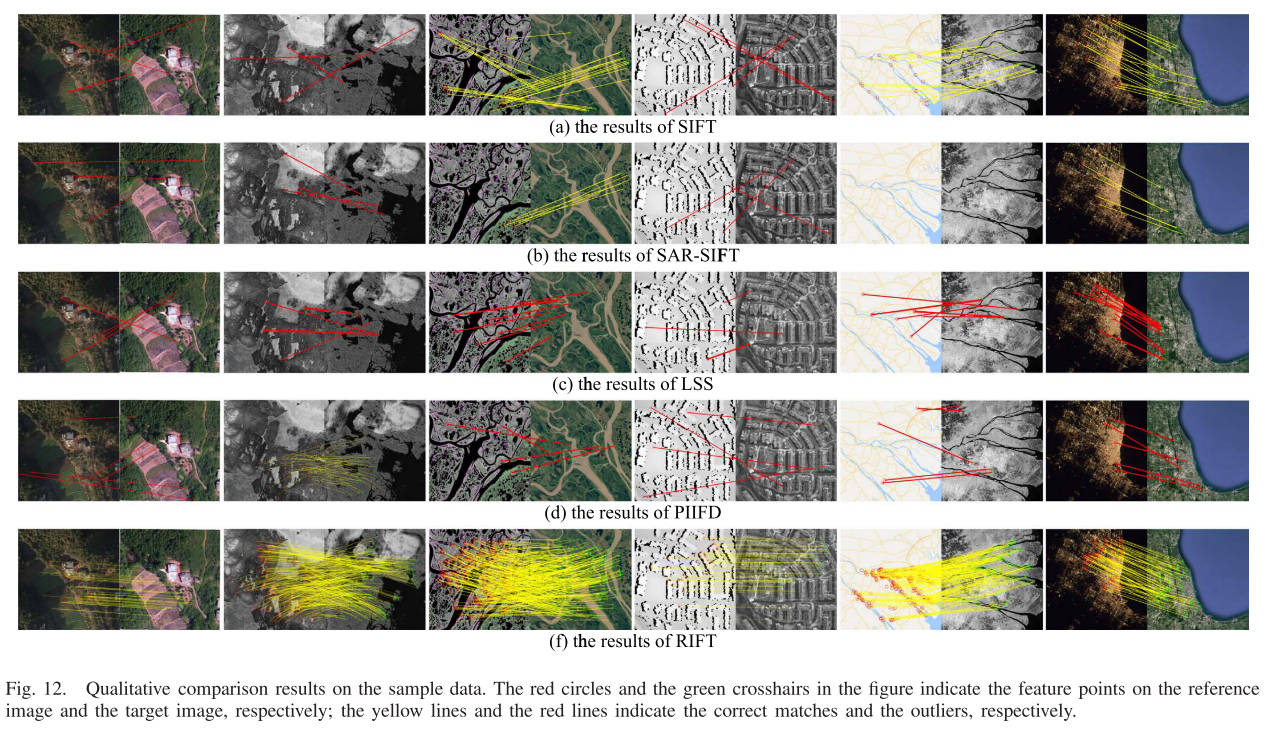 (a) the results of SIFT
(b) the results of SAR-SIFT
(c) the results of LSS
(d) the results of PIIFD
(f) the results of RIFT
Fig. 12. Qualitative comparison results on the sample data. The red circles and the green crosshairs in the figure indicate the feature points on the reference
image and the target image, respectively; the yellow lines and the red lines indicate the correct matches and the outliers, respectively.